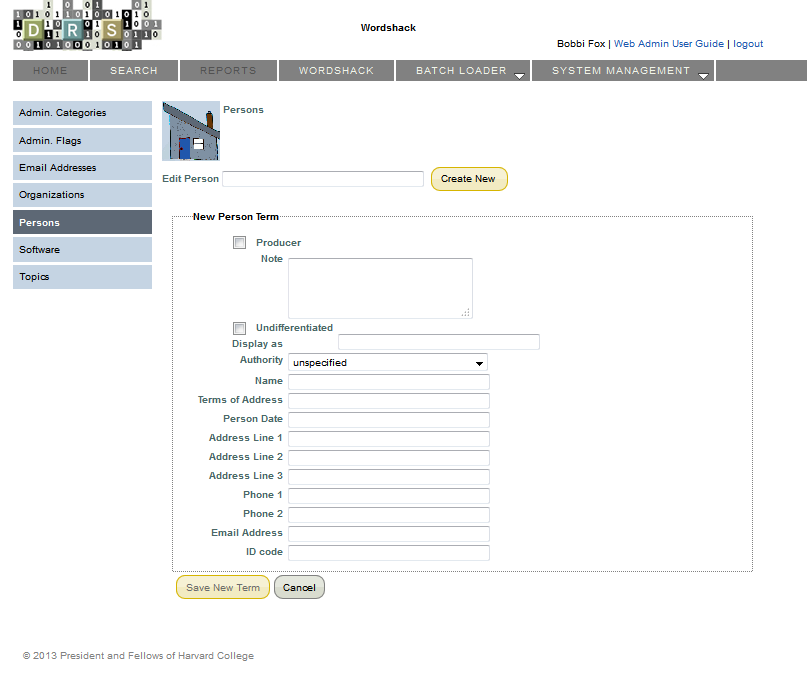 DRS
Wordshack
Bobbi Fox | Web Admin User Guide | logout
HOME SEARCH REPORTS WORDSHACK BATCH LOADER SYSTEM MANAGEMENT
Admin. Categories
Admin. Flags
Email Addresses
Organizations
Persons
Software
Topics
Persons
Edit Person
Create New
New Person Term
Producer
Note
Undifferentiated
Display as
Authority unspecified
Name
Terms of Address
Person Date
Address Line 1
Address Line 2
Address Line 3
Phone 1
Phone 2
Email Address
ID code
Save New Term Cancel
© 2013 President and Fellows of Harvard College